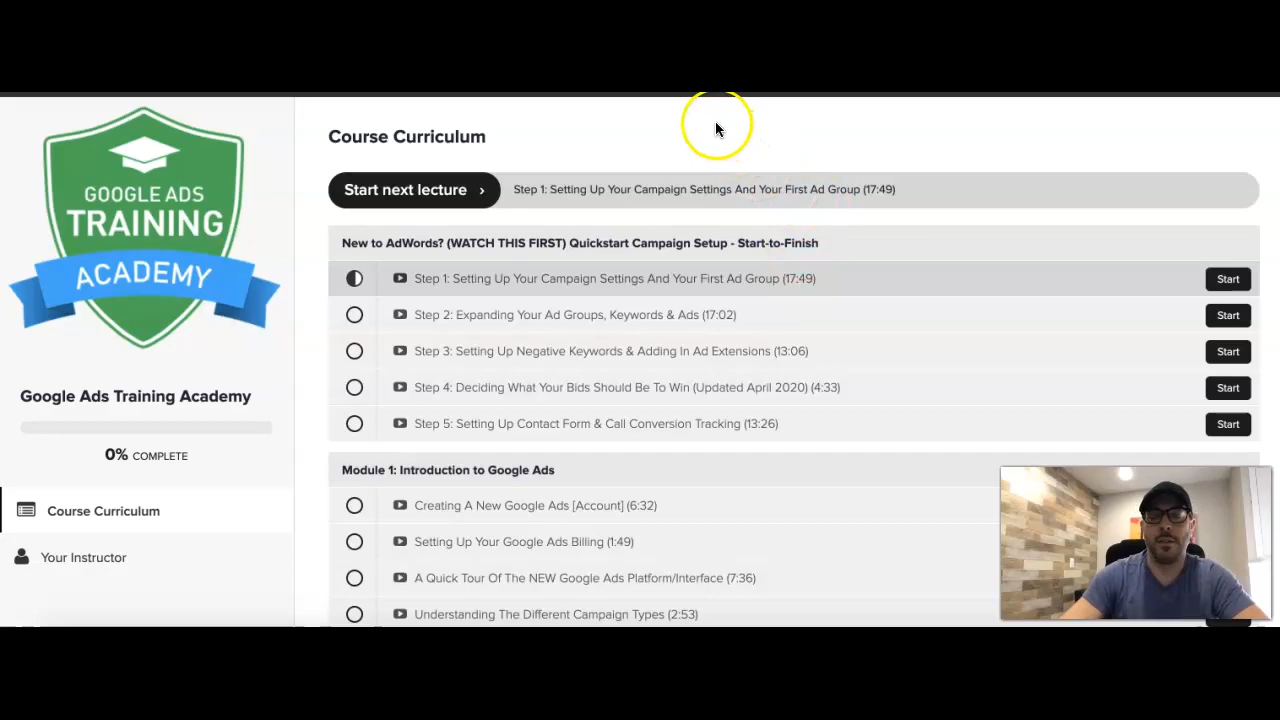 GOOGLE ADS
TRAINING
ACADEMY
Google Ads Training Academy
0% COMPLETE
Course Curriculum
Your Instructor
Course Curriculum
Start next lecture › Step 1: Setting Up Your Campaign Settings And Your First Ad Group (17:49)
New to AdWords? (WATCH THIS FIRST) Quickstart Campaign Setup - Start-to-Finish
Step 1: Setting Up Your Campaign Settings And Your First Ad Group (17:49) Start
Step 2: Expanding Your Ad Groups, Keywords & Ads (17:02) Start
Step 3: Setting Up Negative Keywords & Adding In Ad Extensions (13:06) Start
Step 4: Deciding What Your Bids Should Be To Win (Updated April 2020) (4:33) Start
Step 5: Setting Up Contact Form & Call Conversion Tracking (13:26) Start
Module 1: Introduction to Google Ads
Creating A New Google Ads [Account] (6:32)
Setting Up Your Google Ads Billing (1:49)
A Quick Tour Of The NEW Google Ads Platform/Interface (7:36)
Understanding The Different Campaign Types (2:53)